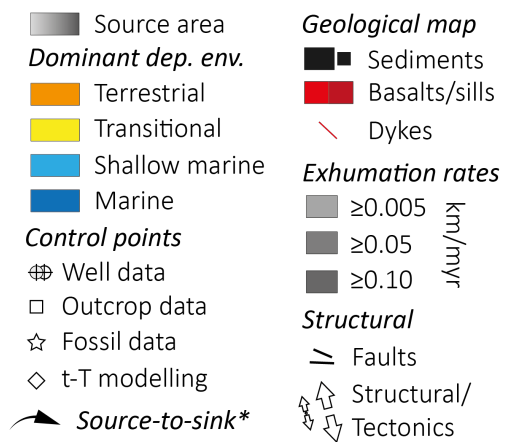 Source area
Dominant dep. env.
Terrestrial
Transitional
Shallow marine
Marine
Control points
Well data
Outcrop data
Fossil data
t-T modelling
Source-to-sink*
Geological map
Sediments
Basalts/sills
Dykes
Exhumation rates
≥0.005
≥0.05
≥0.10
km/myr
Structural
Faults
Structural/
Tectonics